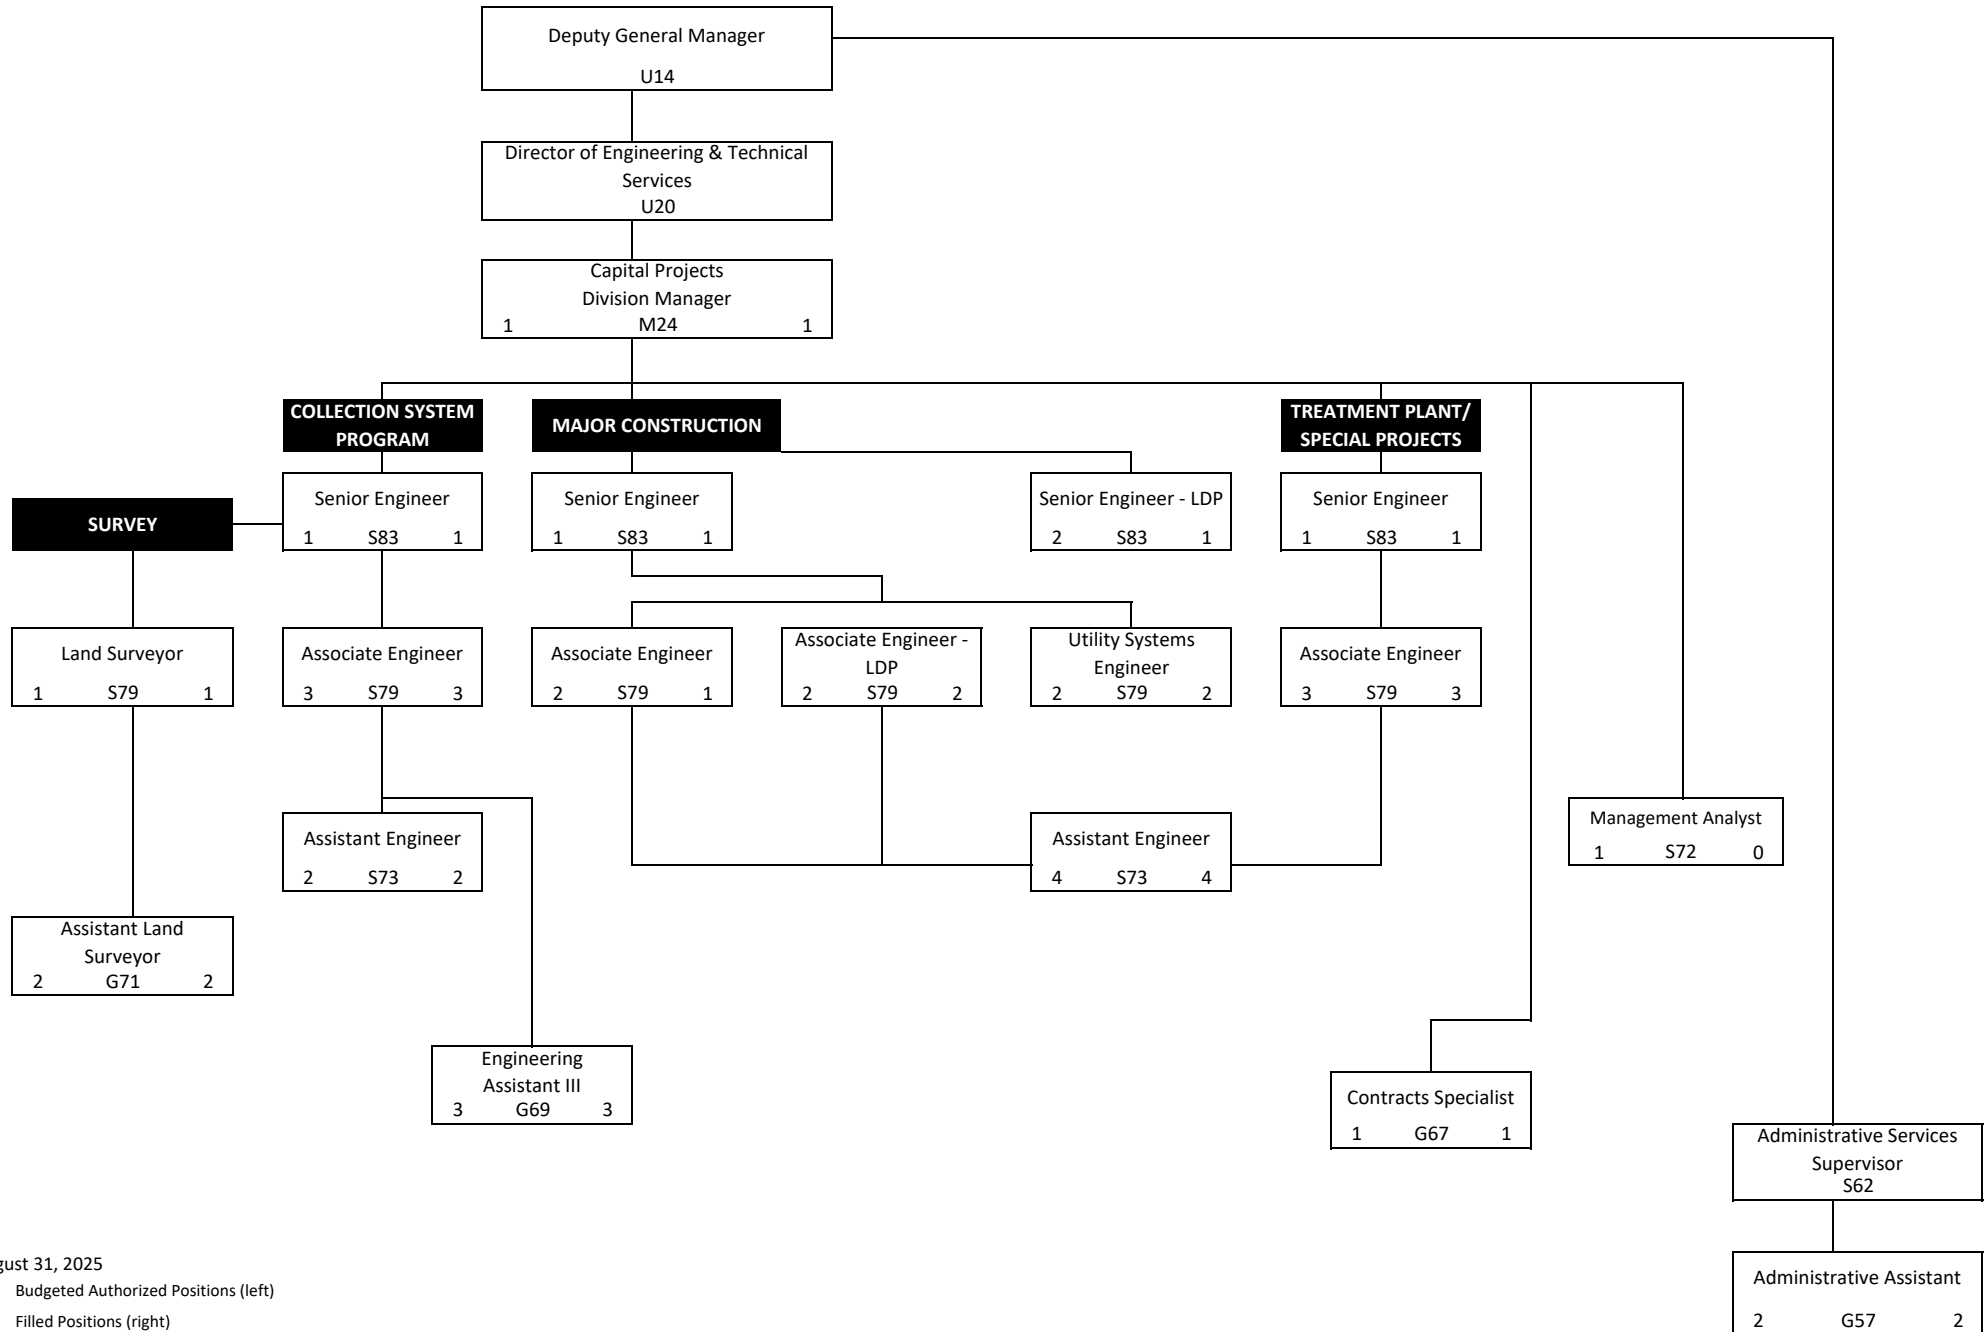 Deputy General Manager
U14
Director of Engineering & Technical
Services
U20
Capital Projects
Division Manager
1 M24 1
COLLECTION SYSTEM
PROGRAM
MAJOR CONSTRUCTION
TREATMENT PLANT/
SPECIAL PROJECTS
SURVEY
Senior Engineer
1 S83 1
Senior Engineer
1 S83 1
Senior Engineer - LDP
2 S83 1
Senior Engineer
1 S83 1
Land Surveyor
1 S79 1
Associate Engineer
3 S79 3
Associate Engineer
2 S79 1
Associate Engineer -
LDP
2 S79 2
Utility Systems
Engineer
2 S79 2
Associate Engineer
3 S79 3
Assistant Engineer
2 S73 2
Assistant Engineer
4 S73 4
Management Analyst
1 S72 0
Assistant Land
Surveyor
2 G71 2
Engineering
Assistant III
3 G69 3
Contracts Specialist
1 G67 1
Administrative Services
Supervisor
S62
Administrative Assistant
2 G57 2
gust 31, 2025
Budgeted Authorized Positions (left)
Filled Positions (right)